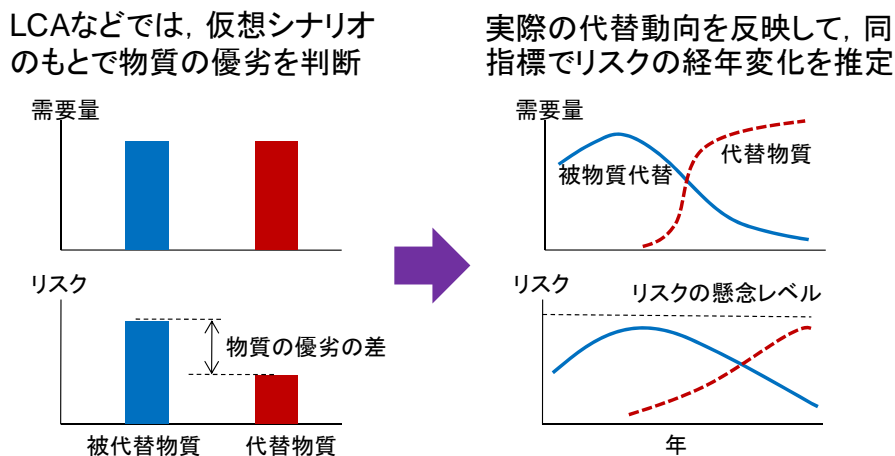 LCAなどでは，仮想シナリオ
のもとで物質の優劣を判断
需要量
リスク
物質の優劣の差
被代替物質
代替物質
実際の代替動向を反映して，同
指標でリスクの経年変化を推定
需要量
代替物質
被物質代替
リスク
リスクの懸念レベル
年